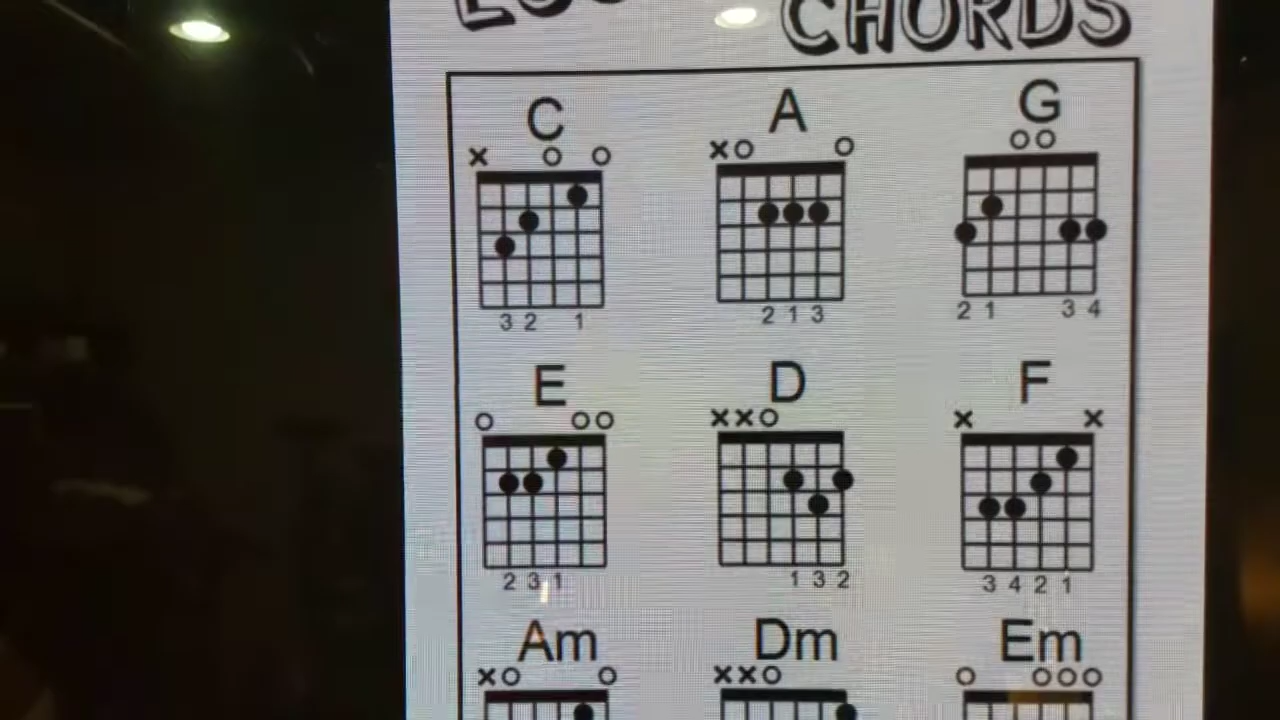 CHORDS
C A G
x o o x o o o o
3 2 1 2 1 3 2 1 3 4
E D F
o o o x x o x x
2 3 1 1 3 2 3 4 2 1
Am Dm Em
x o o x x o o o o o